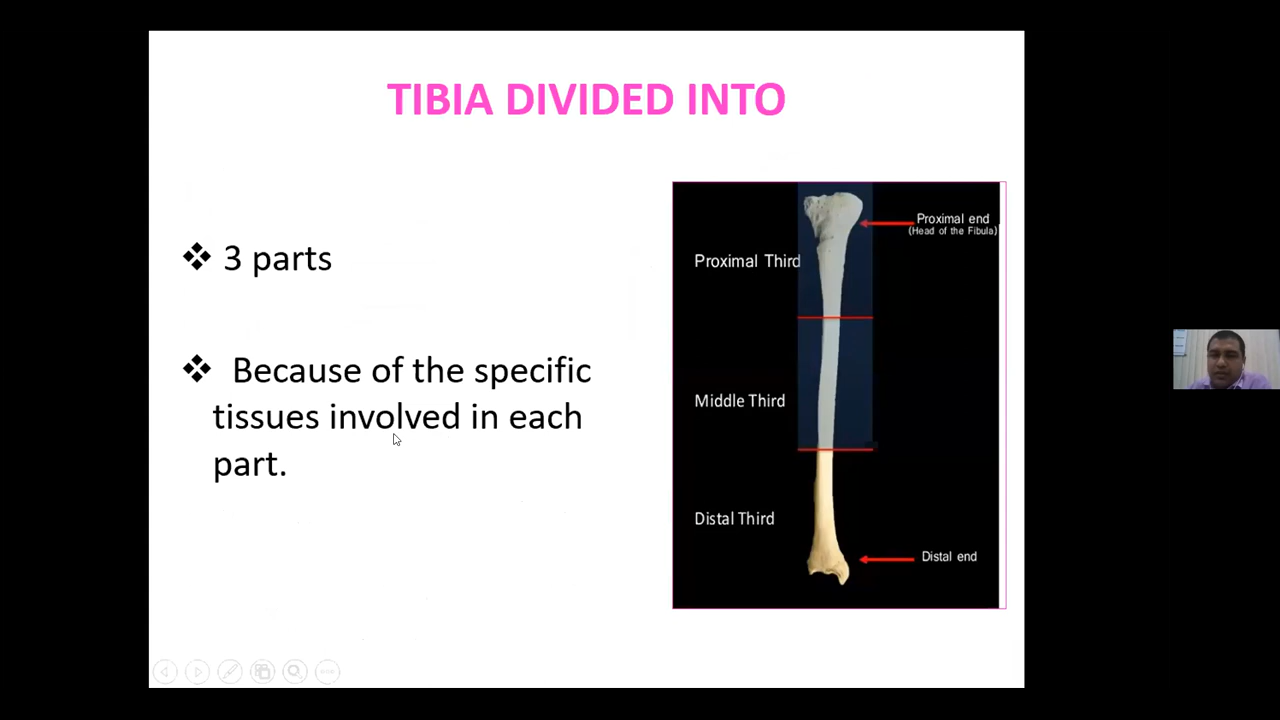 TIBIA DIVIDED INTO
❖ 3 parts
❖ Because of the specific
tissues involved in each
part.
Proximal end
(Head of the Fibula)
Proximal Third
Middle Third
Distal Third
Distal end